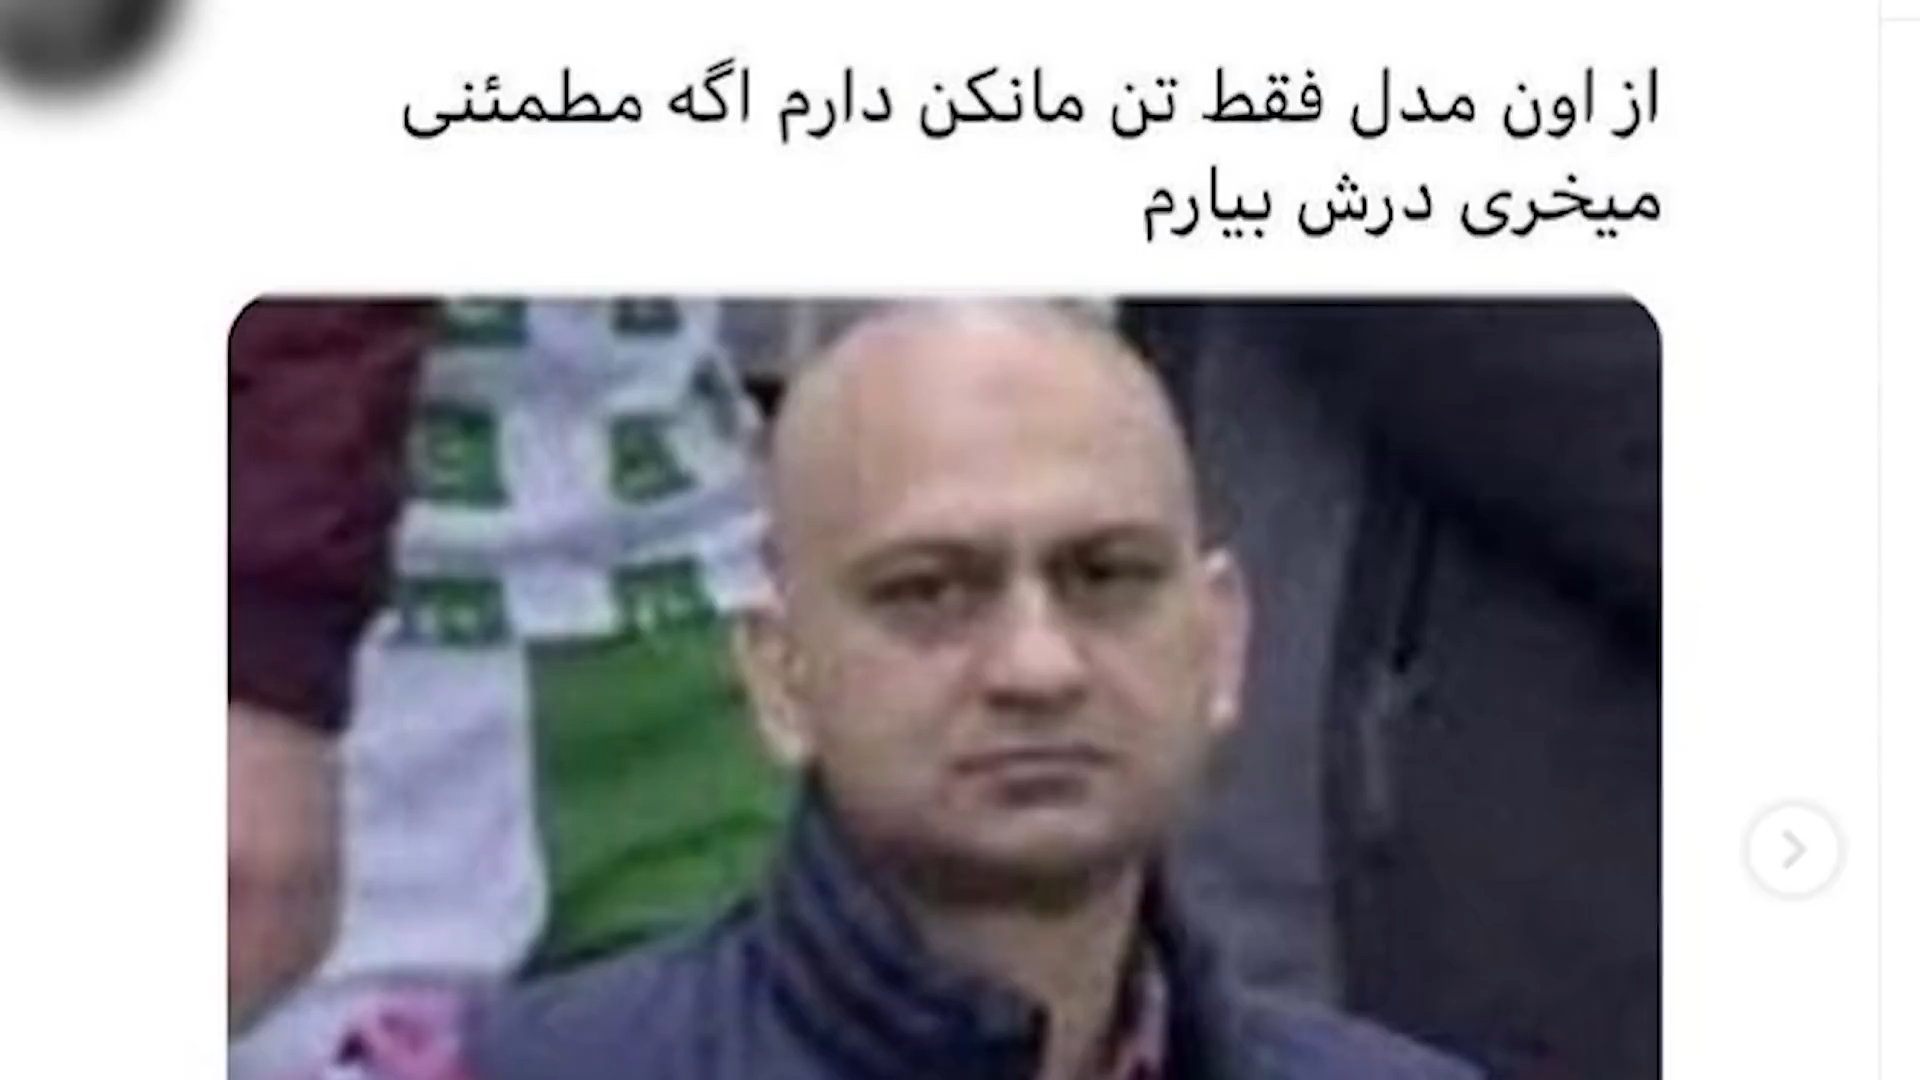 از اون مدل فقط تن مانکن دارم اگه مطمئنی
میخری درش بیارم